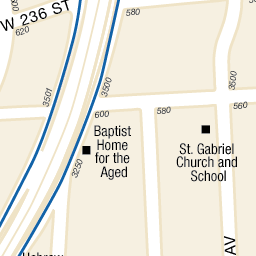 W 236 ST
620
3501
3500
3500
580
560
600
580
Baptist
Home
for the
Aged
3250
St. Gabriel
Church and
School
AV
Hebrew